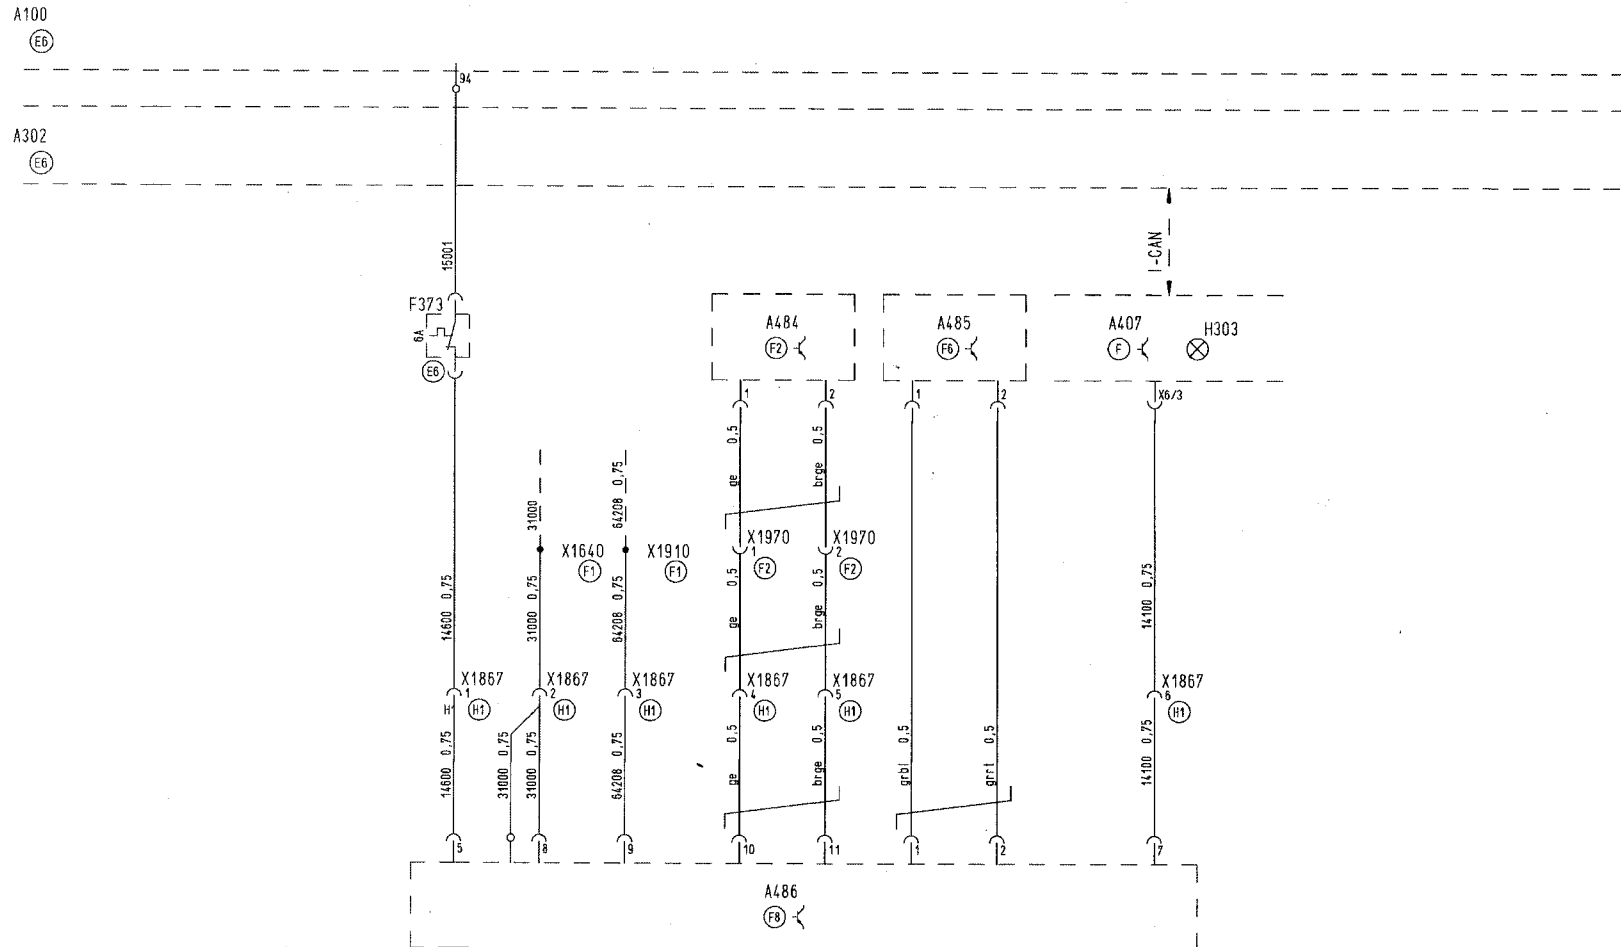 A100
E6
94
A302
E6
15001
I-CAN
F373
6A
E6
A484
F2
A485
F6
A407
F
H303
1
2
1
2
X6/3
ge 0,5
brge 0,5
31000
64208 0,75
X1640
F1
X1910
F1
X1970
1
F2
X1970
2
F2
14600 0,75
31000 0,75
64208 0,75
ge 0,5
brge 0,5
14100 0,75
X1867
1
H1
H1
X1867
2
H1
X1867
3
H1
X1867
4
H1
X1867
5
H1
X1867
6
H1
14600 0,75
31000 0,75
31000 0,75
64208 0,75
ge 0,5
brge 0,5
grbl 0,5
grrt 0,5
14100 0,75
5
8
9
10
11
1
2
7
A486
F8